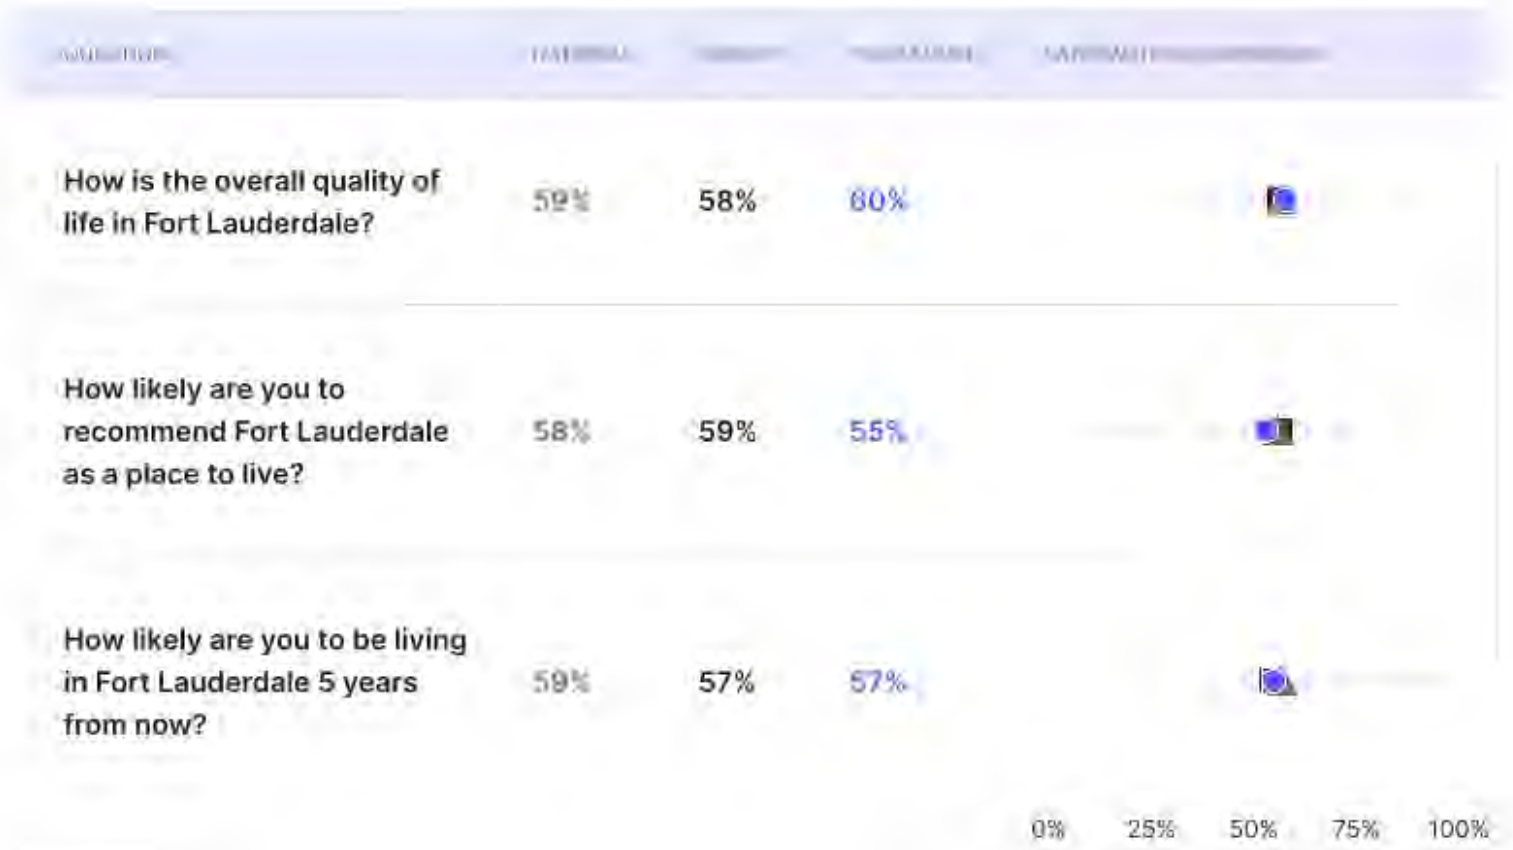 How is the overall quality of
life in Fort Lauderdale?
59% 58% 60%
How likely are you to
recommend Fort Lauderdale
as a place to live?
58% 59% 55%
How likely are you to be living
in Fort Lauderdale 5 years
from now?
59% 57% 57%
0% 25% 50% 75% 100%